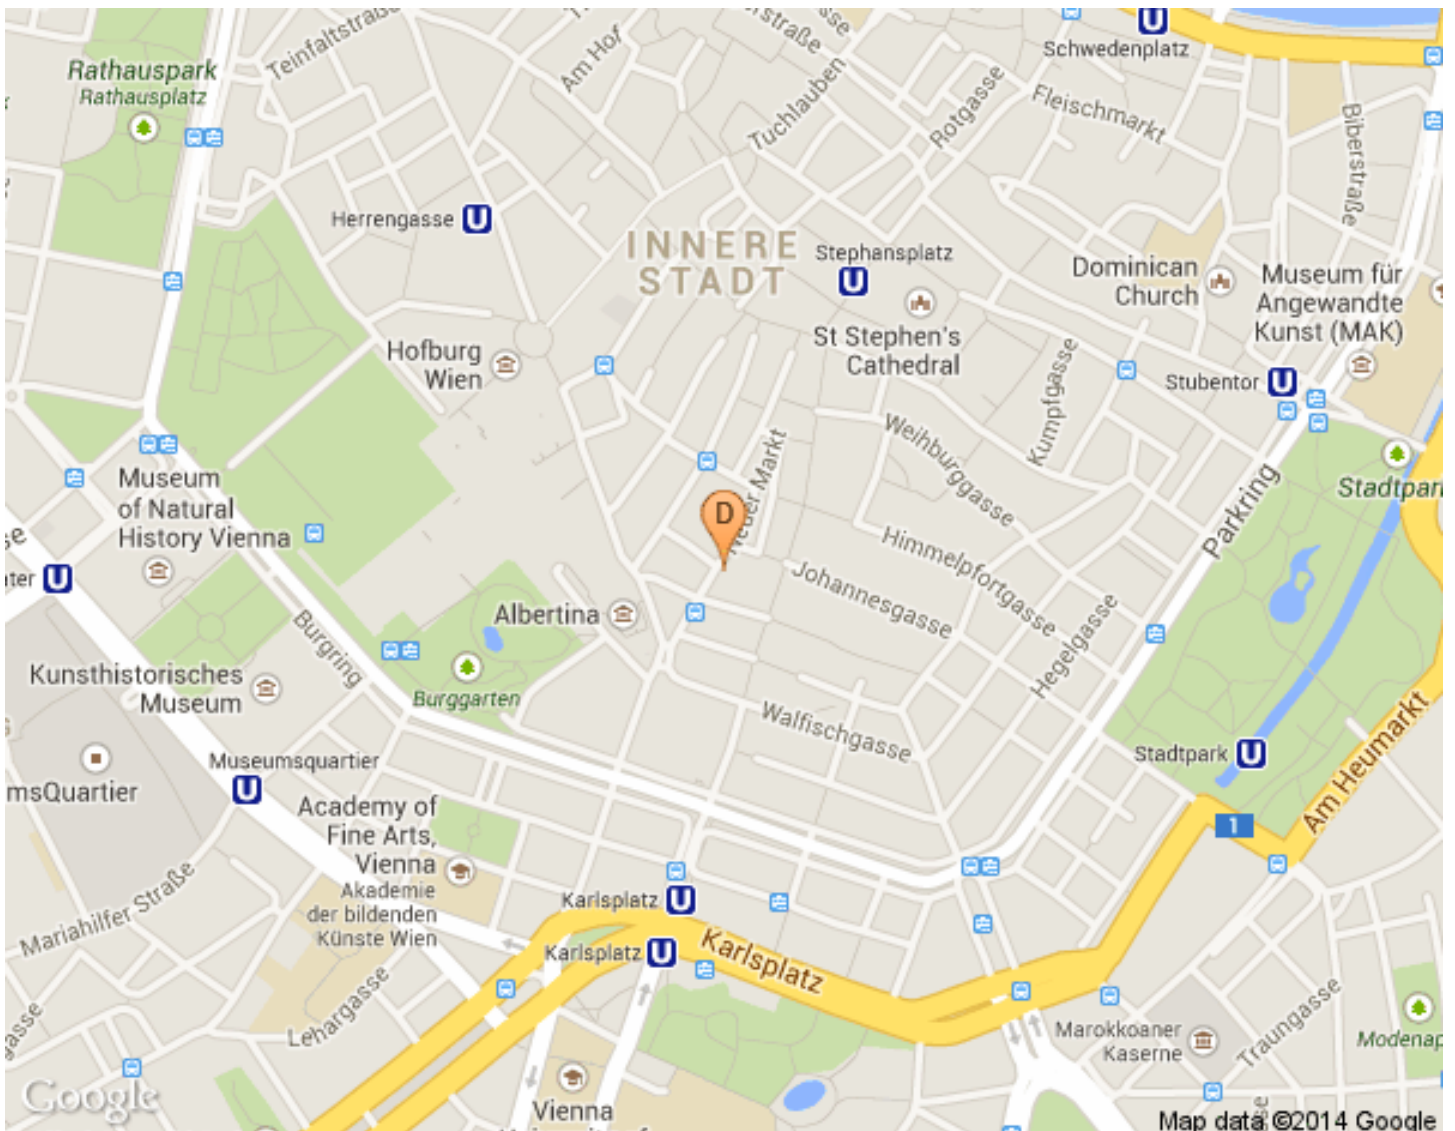 Teinfaltstraß
Am Hof
berstraße
Schwedenplatz
Rathauspark
Rathausplatz
Tuchlauben
Rotgasse
Fleischmarkt
Biberstraße
Herrengasse
INNERE
STADT
Stephansplatz
Dominican
Church
Museum für
Angewandte
Kunst (MAK)
Hofburg
Wien
St Stephen's
Cathedral
Kumpfgasse
Stubentor
Weihburggasse
Neuer Markt
Parkring
Stadtpark
Museum
of Natural
History Vienna
D
Himmelpfortgasse
Johannesgasse
Hegelgasse
Albertina
Burgring
Kunsthistorisches
Museum
Burggarten
Walfischgasse
Museumsquartier
msQuartier
Stadtpark
Am Heumarkt
1
Academy of
Fine Arts,
Vienna
Akademie
der bildenden
Künste Wien
Mariahilfer Straße
Karlsplatz
Karlsplatz
Karlsplatz
Lehargasse
Marokkoaner
Kaserne
Traungasse
Modenap
Google
Vienna
Map data ©2014 Google